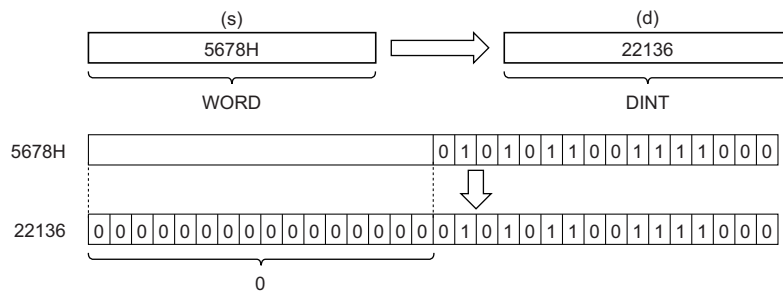 (s) (d)
5678H 22136
WORD DINT
5678H 0 1 0 1 0 1 1 0 0 1 1 1 1 0 0 0
22136 0 0 0 0 0 0 0 0 0 0 0 0 0 0 0 0 0 1 0 1 0 1 1 0 0 1 1 1 1 0 0 0
0